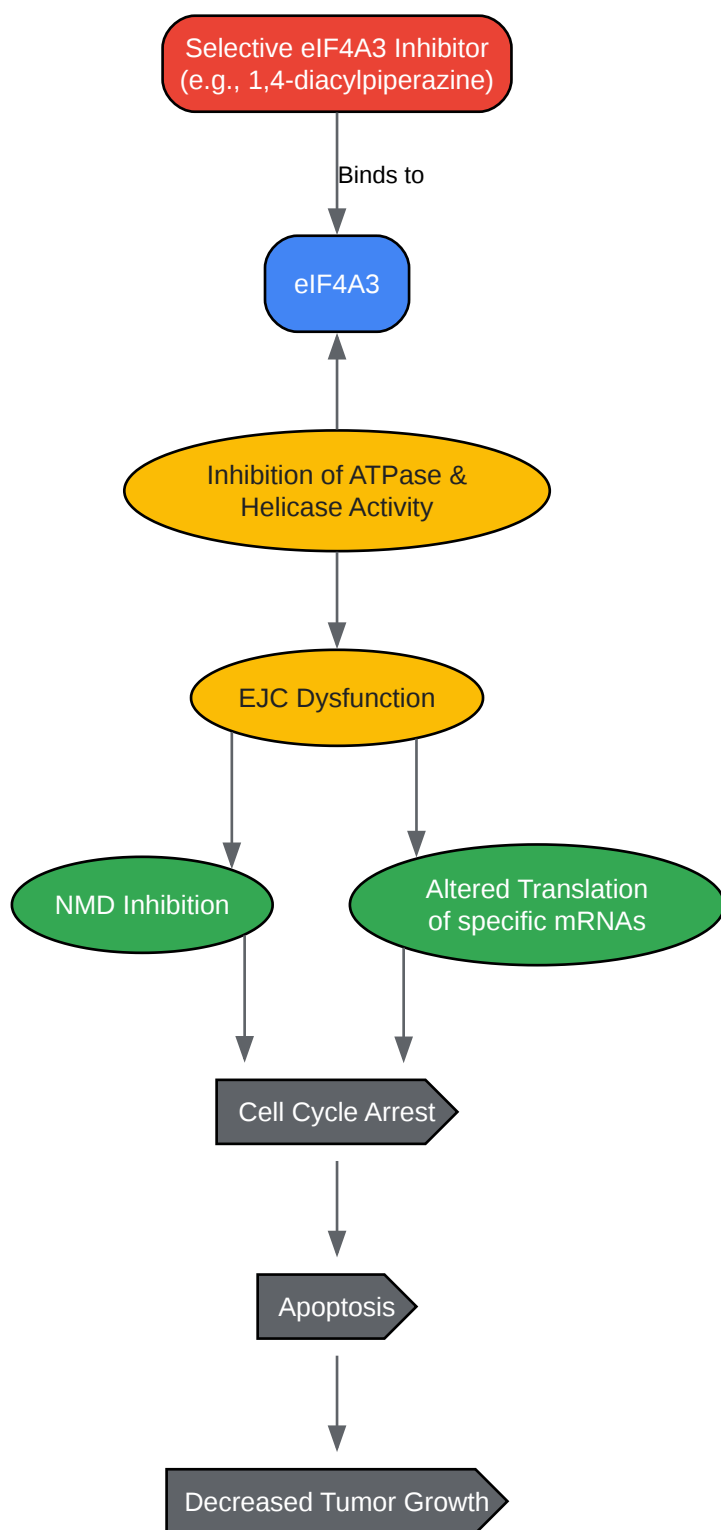 Selective eIF4A3 Inhibitor
(e.g., 1,4-diacylpiperazine)
Binds to
eIF4A3
Inhibition of ATPase &
Helicase Activity
EJC Dysfunction
NMD Inhibition
Altered Translation
of specific mRNAs
Cell Cycle Arrest
Apoptosis
Decreased Tumor Growth